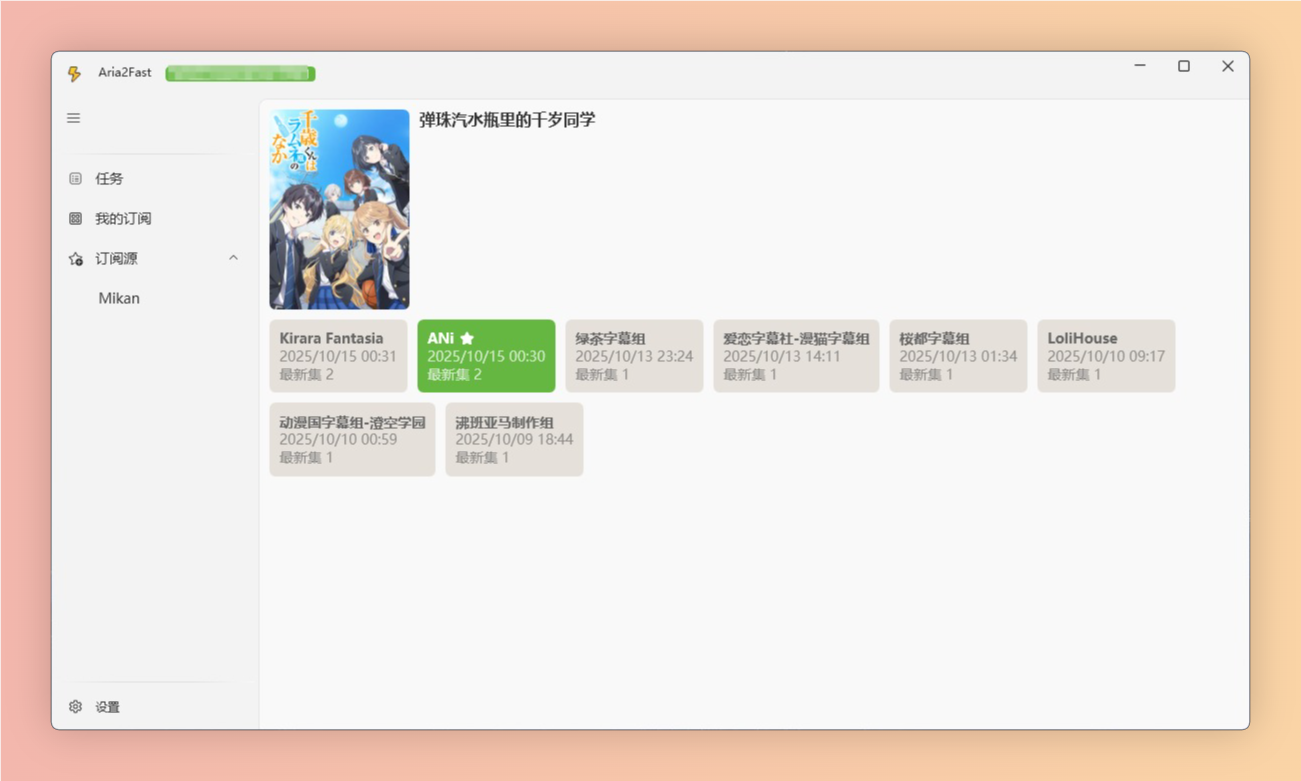 Aria2Fast
任务
我的订阅
订阅源
Mikan
设置
千歳くんは
ラムネ瓶の
なか
弹珠汽水瓶里的千岁同学
Kirara Fantasia
2025/10/15 00:31
最新集 2
ANi
2025/10/15 00:30
最新集 2
绿茶字幕组
2025/10/13 23:24
最新集 1
爱恋字幕社-漫猫字幕组
2025/10/13 14:11
最新集 1
桜都字幕组
2025/10/13 01:34
最新集 1
LoliHouse
2025/10/10 09:17
最新集 1
动漫国字幕组-澄空学园
2025/10/10 00:59
最新集 1
沸班亚马制作组
2025/10/09 18:44
最新集 1